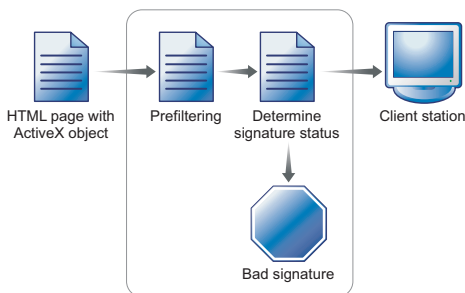 HTML page with
ActiveX object
Prefiltering
Determine
signature status
Client station
Bad signature